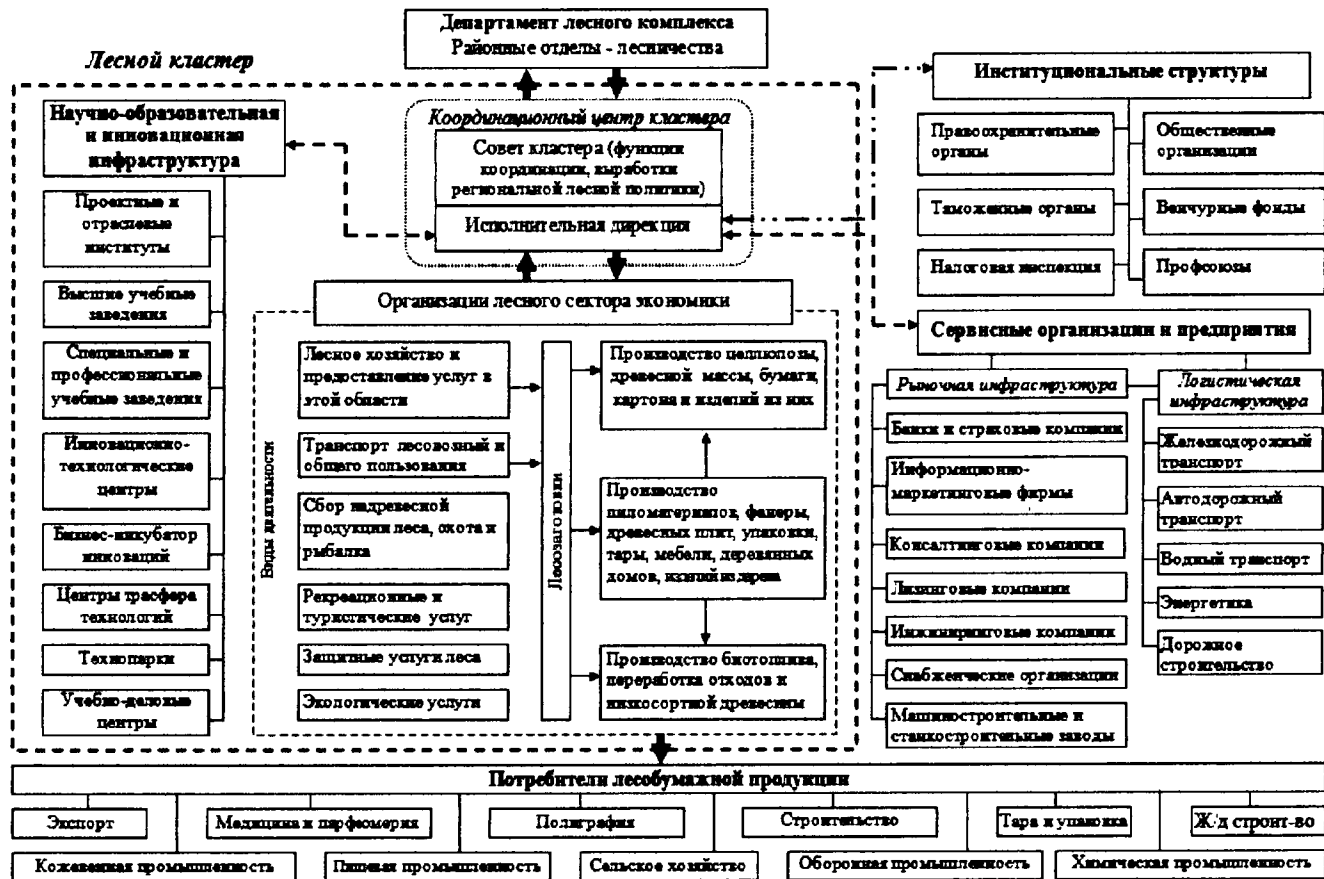 Департамент лесного комплекса
Районные отделы - лесничества
Лесной кластер
Научно-образовательная
и инновационная
инфраструктура
Проектные и
отраслевые
институты
Высшие учебные
заведения
Специальные и
профессиональные
учебные заведения
Инновационно-
технологические
центры
Бизнес-инкубатор
инноваций
Центры трасфера
технологий
Технопарки
Учебно-деловые
центры
Координационный центр кластера
Совет кластера (функции
координации, выработки
региональной лесной политики)
Исполнительная дирекция
Организации лесного сектора экономики
Виды деятельности
Лесное хозяйство и
предоставление услуг в
этой области
Транспорт лесовозный и
общего пользования
Сбор надревесной
продукции леса, охота и
рыбалка
Рекреационные и
туристические услуг
Защитные услуги леса
Экологические услуги
Лесозаготовки
Производство целлюлозы,
древесной массы, бумаги,
картона и изделий из них
Производство
пиломатериалов, фанеры,
древесных плит, упаковки,
тары, мебели, деревянных
домов, изделий из дерева
Производство биотоплива,
переработка отходов и
низкосортной древесины
Институциональные структуры
Правоохранительные
органы
Таможенные органы
Налоговая инспекция
Общественные
организации
Венчурные фонды
Профсоюзы
Сервисные организации и предприятия
Рыночная инфраструктура
Банки и страховые компании
Информационно-
маркетинговые фирмы
Консалтинговые компании
Лизинговые компании
Инжиниринговые компании
Снабженческие организации
Машиностроительные и
станкостроительные заводы
Логистическая
инфраструктура
Железнодорожный
транспорт
Автодорожный
транспорт
Водный транспорт
Энергетика
Дорожное
строительство
Потребители лесобумажной продукции
Экспорт
Медицина и парфюмерия
Полиграфия
Строительство
Тара и упаковка
Ж/д строит-во
Кожевенная промышленность
Пищевая промышленность
Сельское хозяйство
Оборонная промышленность
Химическая промышленность